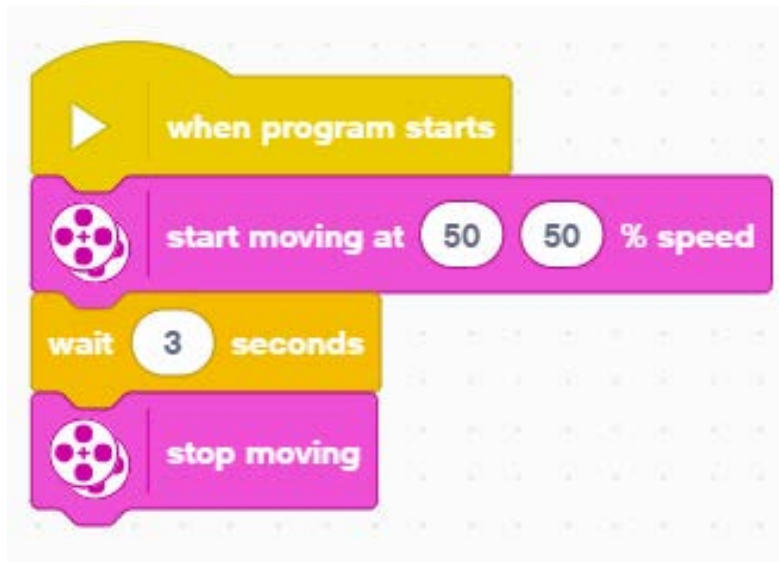 when program starts
start moving at 50 50 % speed
wait 3 seconds
stop moving